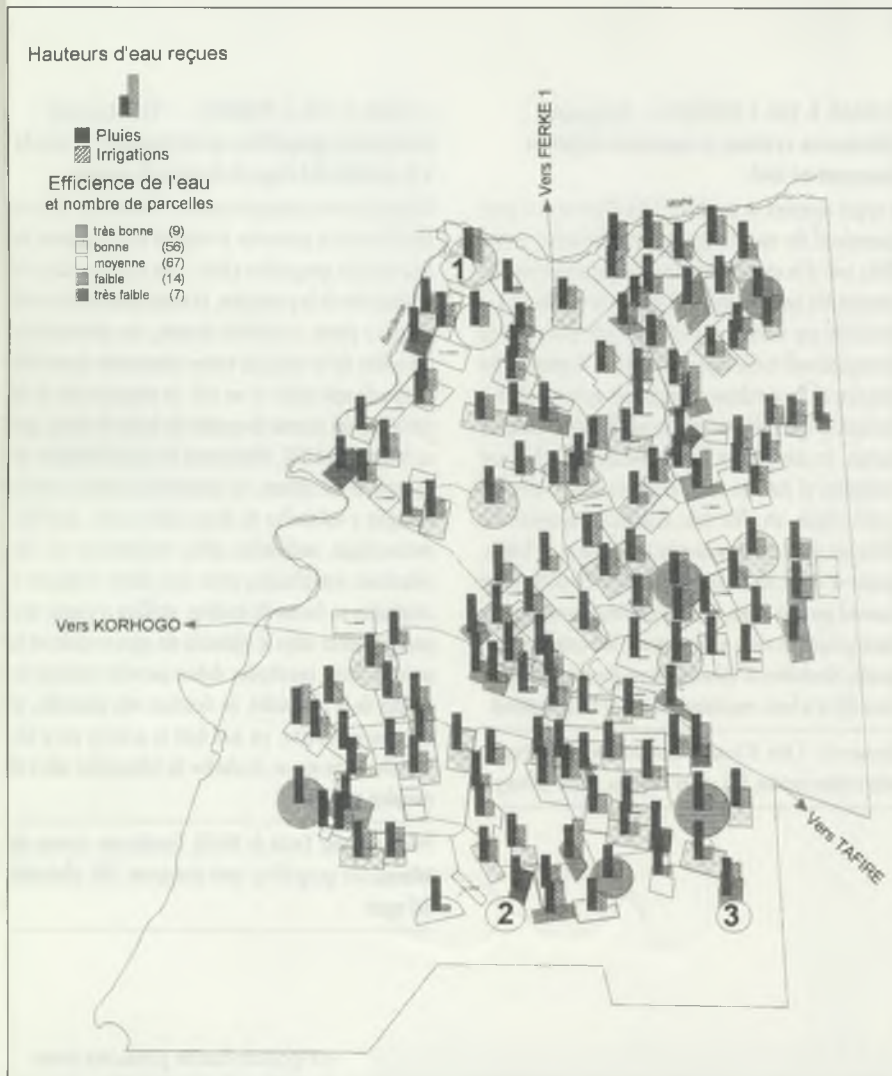 Hauteurs d'eau reçues
Pluies
Irrigations
Efficience de l'eau
et nombre de parcelles
très bonne (9)
bonne (56)
moyenne (67)
faible (14)
très faible (7)
Vers FERKE 1
1
Vers KORHOGO
Vers TAFIRE
2
3